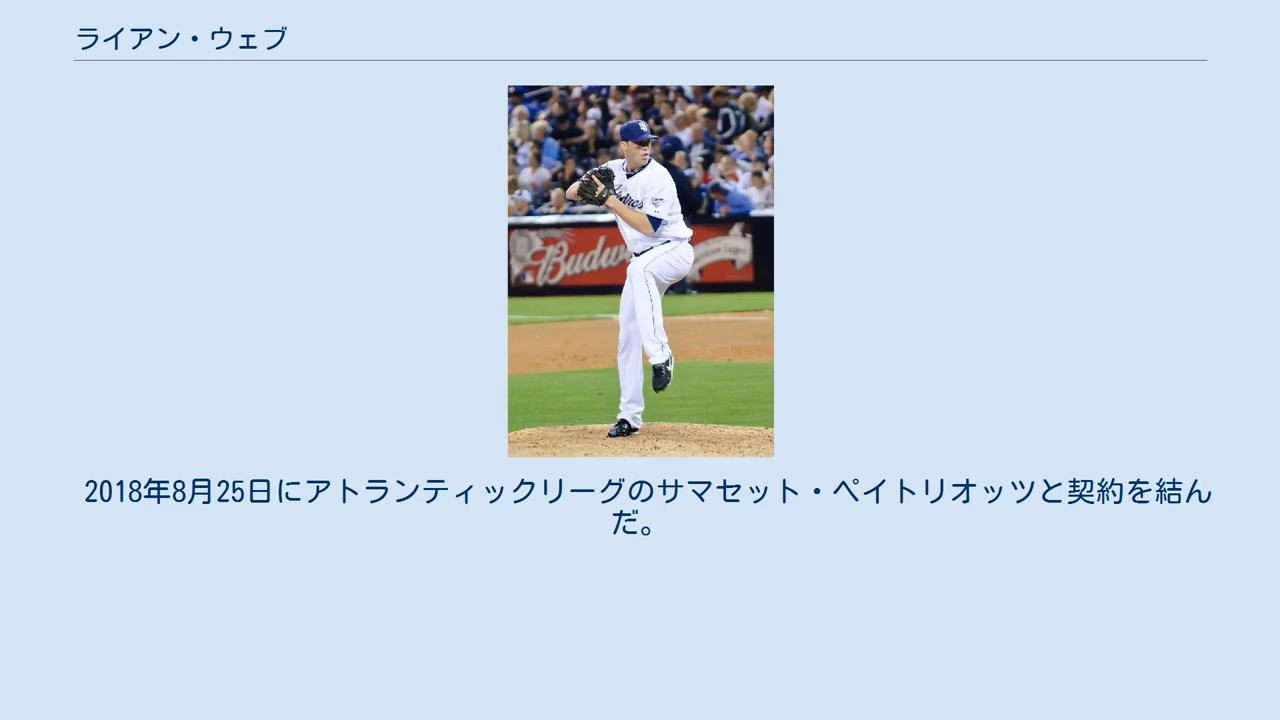 ライアン・ウェブ
Budw
Lager
2018年8月25日にアトランティックリーグのサマセット・ペイトリオッツと契約を結ん
だ。